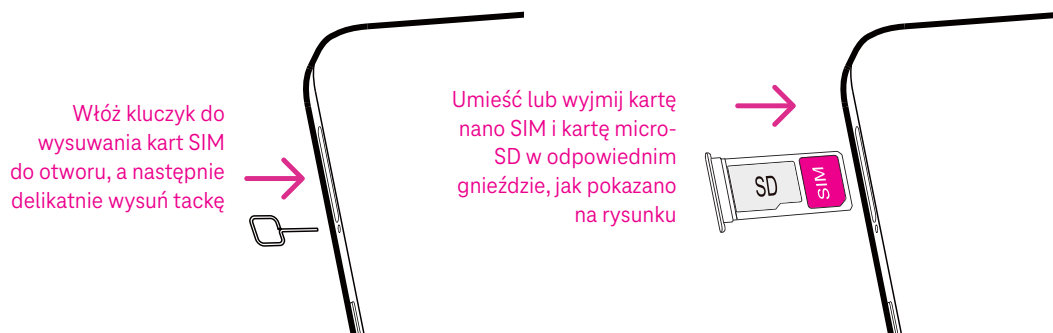 Włóż kluczyk do
wysuwania kart SIM
do otworu, a następnie
delikatnie wysuń tackę
Umieść lub wyjmij kartę
nano SIM i kartę micro-
SD w odpowiednim
gnieździe, jak pokazano
na rysunku
SD
SIM